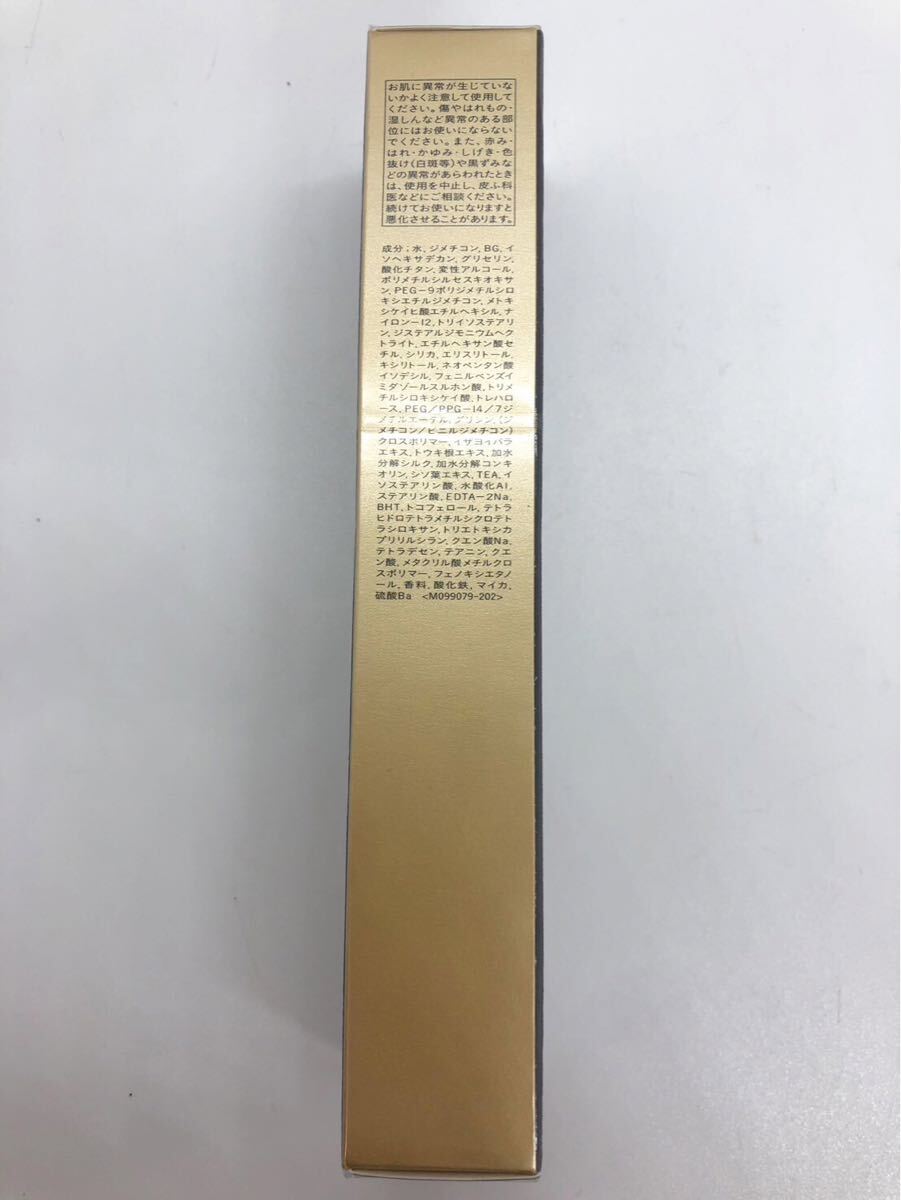 お肌に異常が生じていな
いかよく注意して使用して
ください。傷やはれもの・
湿しんなど異常のある部
位にはお使いにならない
でください。また、赤み・
はれ・かゆみ・しげき・色
抜け(白斑等)や黒ずみな
どの異常があらわれたとき
は、使用を中止し、皮ふ科
医などにご相談ください。
続けてお使いになりますと
悪化させることがあります。
成分;水,ジメチコン,BG,イ
ソヘキサデカン,グリセリン,
酸化チタン,変性アルコール,
ポリメチルシルセスキオキサ
ン,PEG-9ポリジメチルシロ
キシエチルジメチコン,メトキ
シケイヒ酸エチルヘキシル,ナ
イロン-12,トリイソステアリ
ン,ジステアルジモニウムヘク
トライト,エチルヘキサン酸セ
チル,シリカ,エリスリトール,
キシリトール,ネオペンタン酸
イソデシル,フェニルベンズイ
ミダゾールスルホン酸,トリメ
チルシロキシケイ酸,トレハロ
ース,PEG/PPG-14/7ジ
メチルエーテル,グリシン,(ジ
メチコン/ビニルジメチコン)
クロスポリマー,イザヨイバラ
エキス,トウキ根エキス,加水
分解シルク,加水分解コンキ
オリン,シソ葉エキス,TEA,イ
ソステアリン酸,水酸化Al,
ステアリン酸,EDTA-2Na,
BHT,トコフェロール,テトラ
ヒドロテトラメチルシクロテト
ラシロキサン,トリエトキシカ
プリリルシラン,クエン酸Na,
テトラデセン,テアニン,クエ
ン酸,メタクリル酸メチルクロ
スポリマー,フェノキシエタノ
ール,香料,酸化鉄,マイカ,
硫酸Ba <M099079-202>